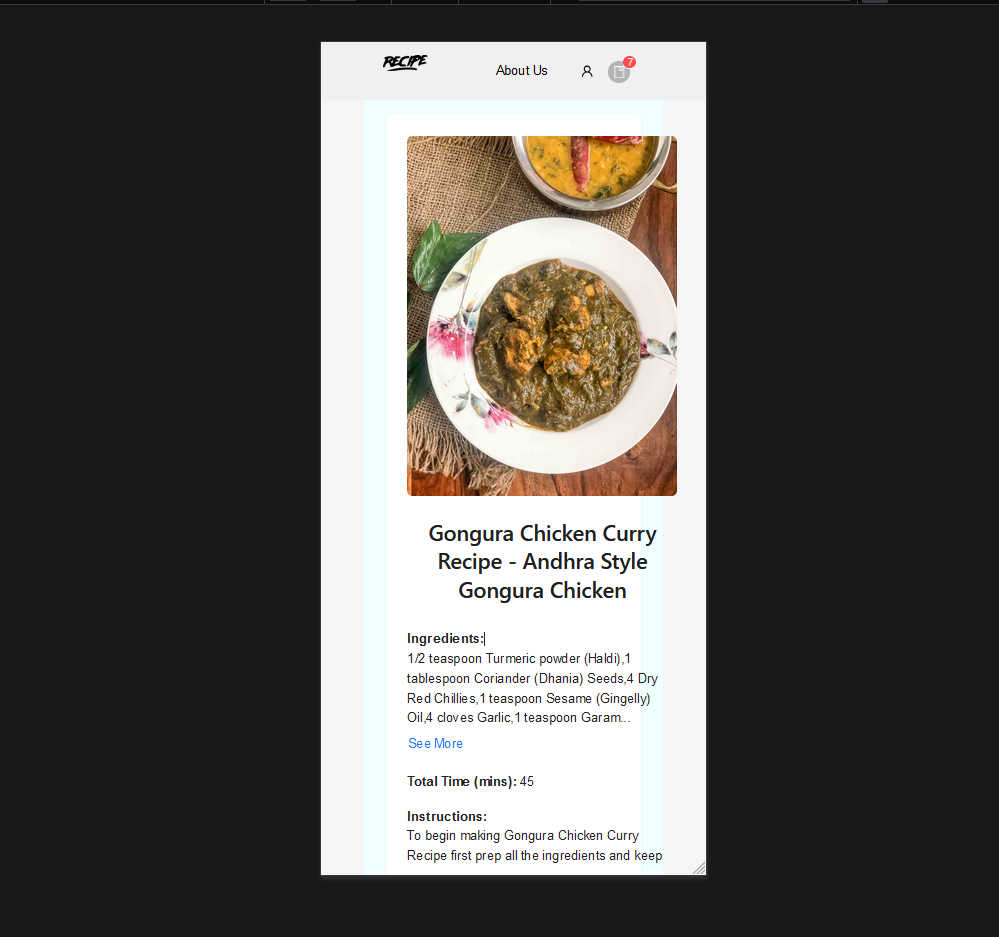 RECIPE
About Us
7
Gongura Chicken Curry
Recipe - Andhra Style
Gongura Chicken
Ingredients:
1/2 teaspoon Turmeric powder (Haldi),1
tablespoon Coriander (Dhania) Seeds,4 Dry
Red Chillies,1 teaspoon Sesame (Gingelly)
Oil,4 cloves Garlic,1 teaspoon Garam...
See More
Total Time (mins): 45
Instructions:
To begin making Gongura Chicken Curry
Recipe first prep all the ingredients and keep